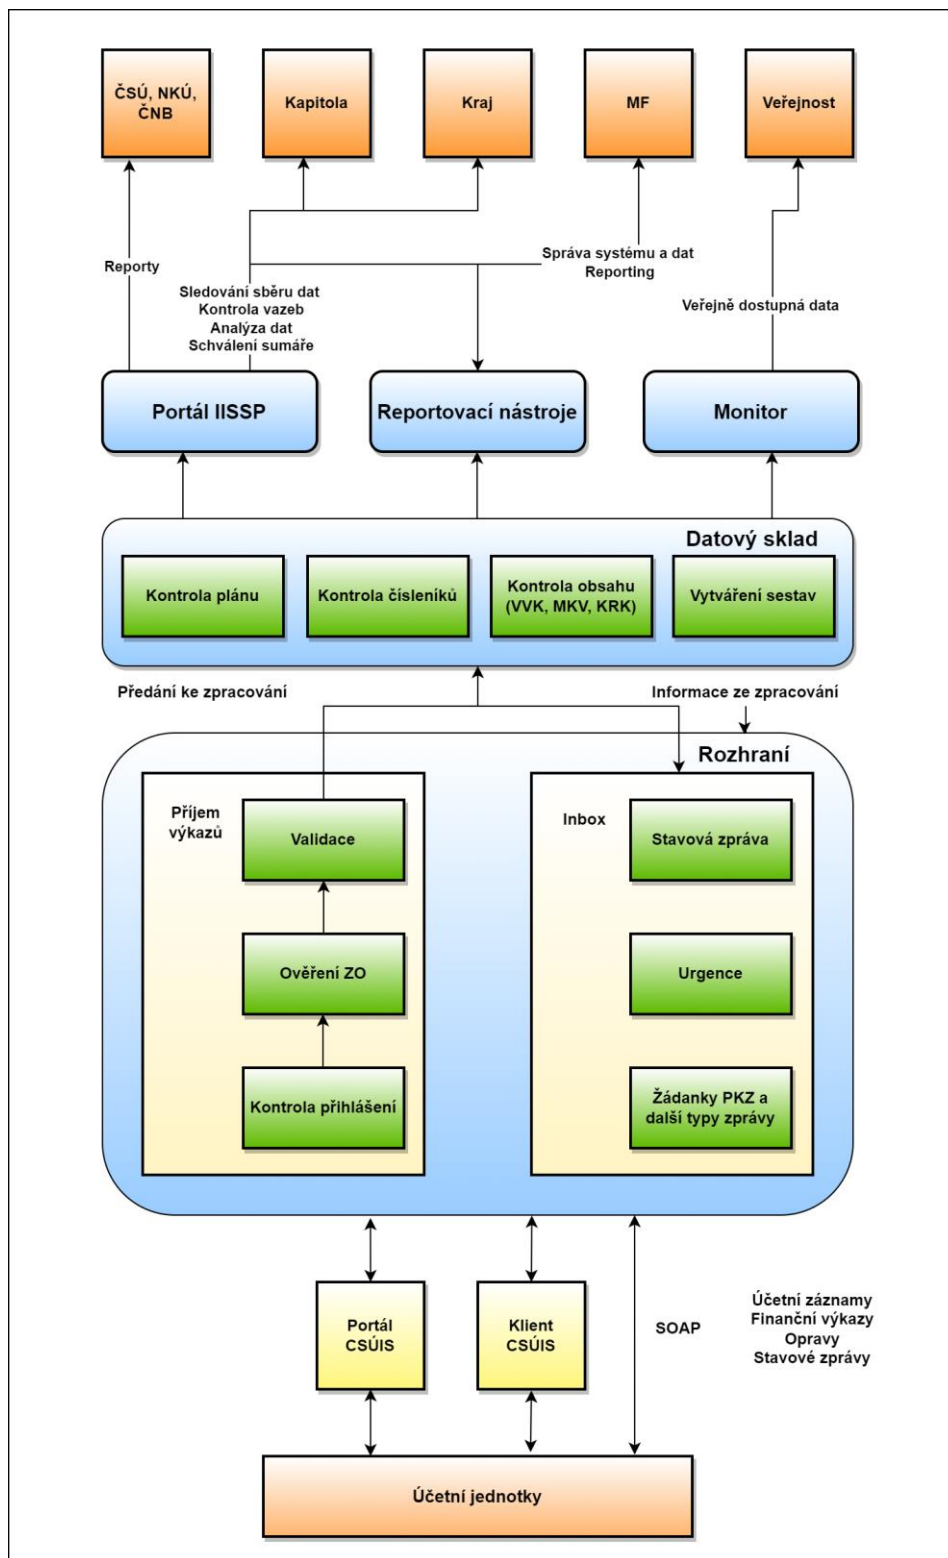 ČSÚ, NKÚ,
ČNB
Kapitola
Kraj
MF
Veřejnost
Reporty
Sledování sběru dat
Kontrola vazeb
Analýza dat
Schválení sumáře
Správa systému a dat
Reporting
Veřejně dostupná data
Portál IISSP
Reportovací nástroje
Monitor
Datový sklad
Kontrola plánu
Kontrola čísleníků
Kontrola obsahu
(VVK, MKV, KRK)
Vytváření sestav
Předání ke zpracování
Informace ze zpracování
Rozhraní
Příjem
výkazů
Validace
Ověření ZO
Kontrola přihlášení
Inbox
Stavová zpráva
Urgence
Žádanky PKZ a
další typy zprávy
Portál
CSÚIS
Klient
CSÚIS
SOAP
Účetní záznamy
Finanční výkazy
Opravy
Stavové zprávy
Účetní jednotky